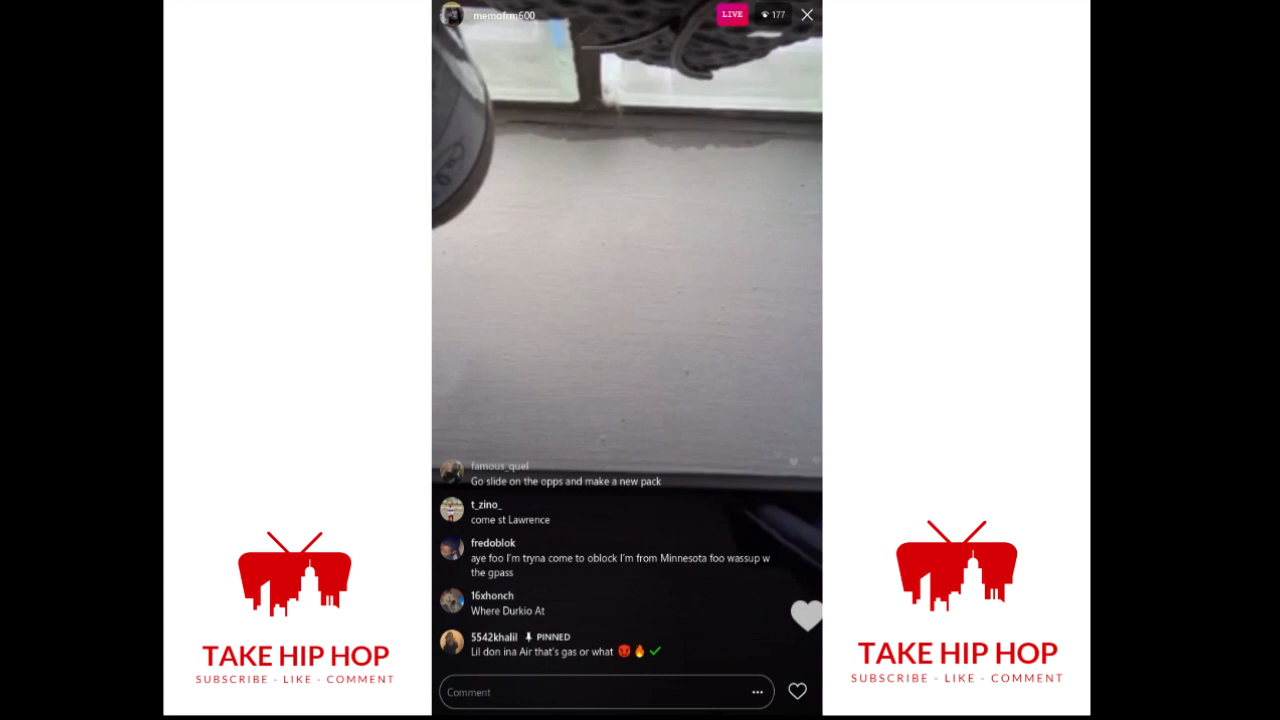 memofrm600
LIVE
177
famous_quel
Go slide on the opps and make a new pack
t_zino_
come st Lawrence
fredoblok
aye foo I'm tryna come to oblock I'm from Minnesota foo wassup w
the gpass
16xhonch
Where Durkio At
5542khalil PINNED
Lil don ina Air that's gas or what
Comment
TAKE HIP HOP
SUBSCRIBE - LIKE - COMMENT
TAKE HIP HOP
SUBSCRIBE - LIKE - COMMENT